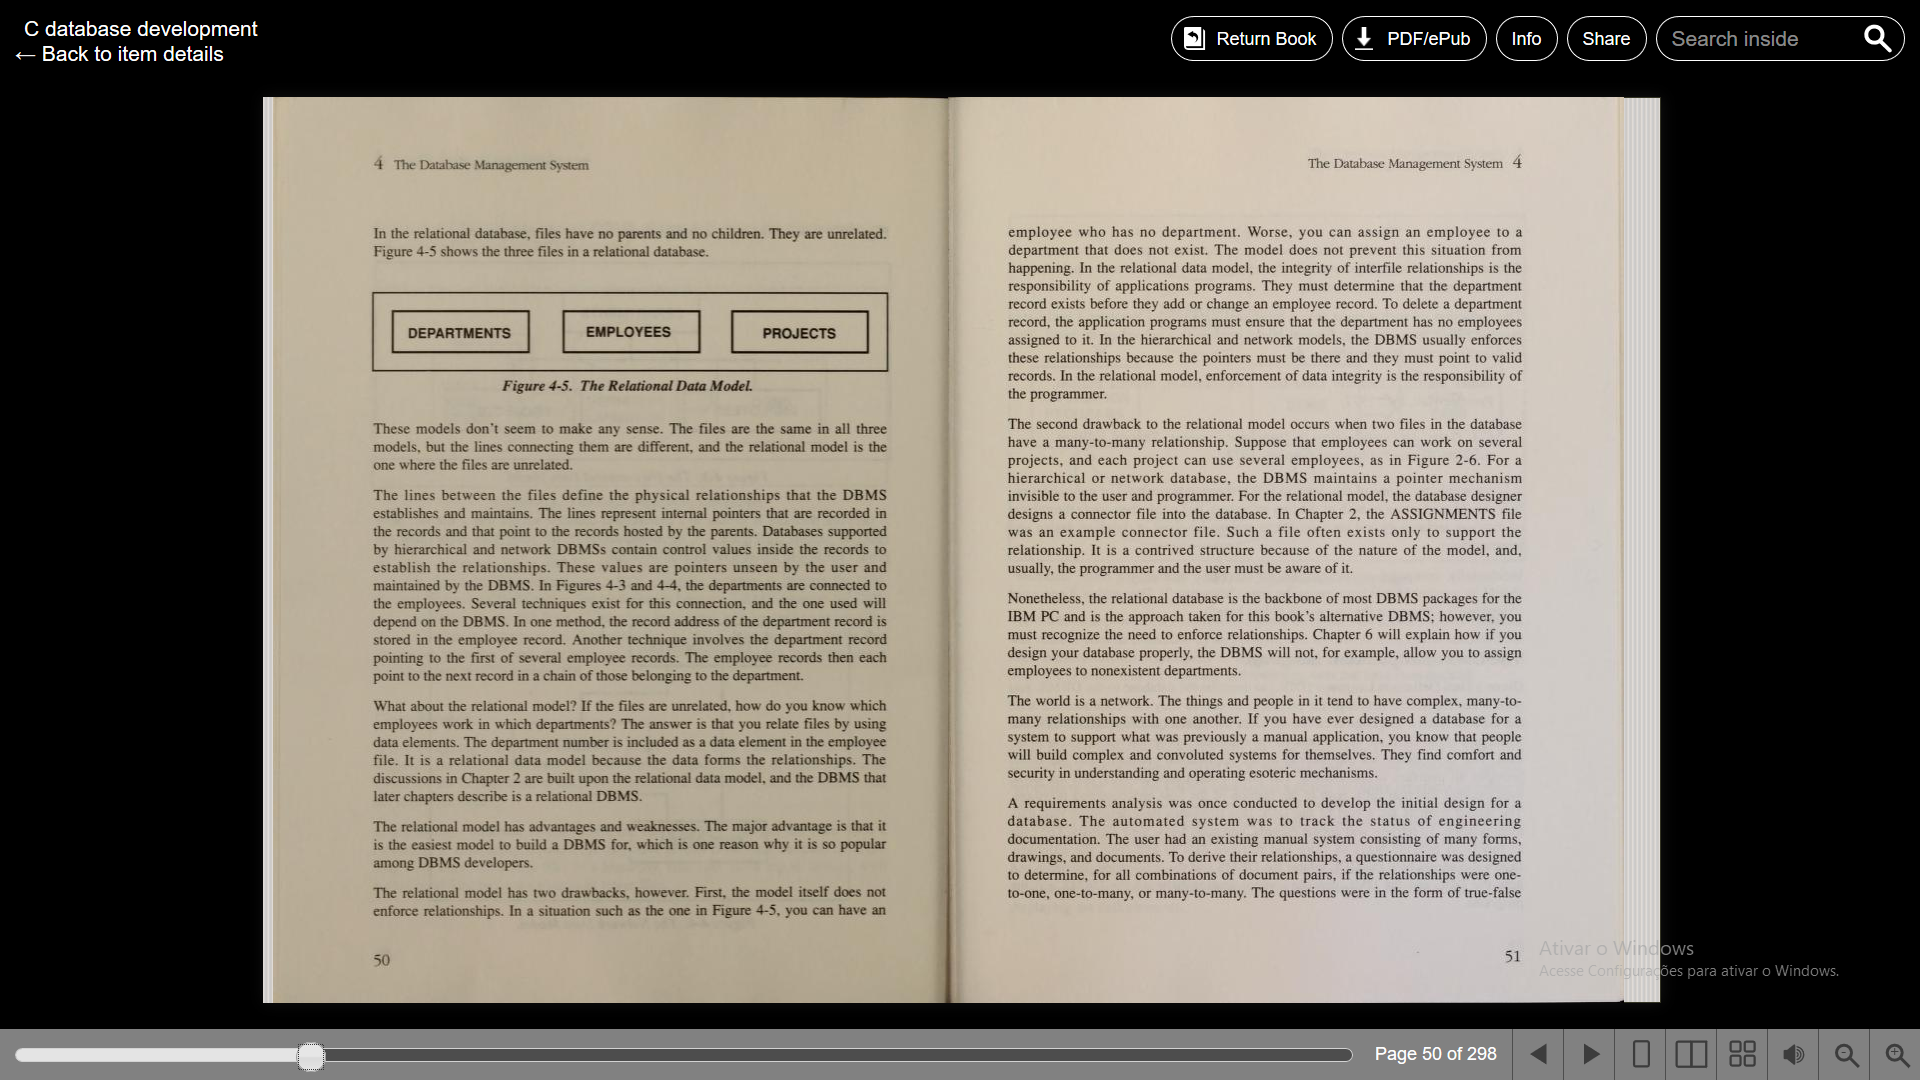 C database development
← Back to item details
Return Book
PDF/ePub
Info
Share
Search inside
4 The Database Management System
In the relational database, files have no parents and no children. They are unrelated.
Figure 4-5 shows the three files in a relational database.
DEPARTMENTS
EMPLOYEES
PROJECTS
Figure 4-5. The Relational Data Model.
These models don't seem to make any sense. The files are the same in all three
models, but the lines connecting them are different, and the relational model is the
one where the files are unrelated.
The lines between the files define the physical relationships that the DBMS
establishes and maintains. The lines represent internal pointers that are recorded in
the records and that point to the records hosted by the parents. Databases supported
by hierarchical and network DBMSs contain control values inside the records to
establish the relationships. These values are pointers unseen by the user and
maintained by the DBMS. In Figures 4-3 and 4-4, the departments are connected to
the employees. Several techniques exist for this connection, and the one used will
depend on the DBMS. In one method, the record address of the department record is
stored in the employee record. Another technique involves the department record
pointing to the first of several employee records. The employee records then each
point to the next record in a chain of those belonging to the department.
What about the relational model? If the files are unrelated, how do you know which
employees work in which departments? The answer is that you relate files by using
data elements. The department number is included as a data element in the employee
file. It is a relational data model because the data forms the relationships. The
discussions in Chapter 2 are built upon the relational data model, and the DBMS that
later chapters describe is a relational DBMS.
The relational model has advantages and weaknesses. The major advantage is that it
is the easiest model to build a DBMS for, which is one reason why it is so popular
among DBMS developers.
The relational model has two drawbacks, however. First, the model itself does not
enforce relationships. In a situation such as the one in Figure 4-5, you can have an
50
The Database Management System 4
employee who has no department. Worse, you can assign an employee to a
department that does not exist. The model does not prevent this situation from
happening. In the relational data model, the integrity of interfile relationships is the
responsibility of applications programs. They must determine that the department
record exists before they add or change an employee record. To delete a department
record, the application programs must ensure that the department has no employees
assigned to it. In the hierarchical and network models, the DBMS usually enforces
these relationships because the pointers must be there and they must point to valid
records. In the relational model, enforcement of data integrity is the responsibility of
the programmer.
The second drawback to the relational model occurs when two files in the database
have a many-to-many relationship. Suppose that employees can work on several
projects, and each project can use several employees, as in Figure 2-6. For a
hierarchical or network database, the DBMS maintains a pointer mechanism
invisible to the user and programmer. For the relational model, the database designer
designs a connector file into the database. In Chapter 2, the ASSIGNMENTS file
was an example connector file. Such a file often exists only to support the
relationship. It is a contrived structure because of the nature of the model, and,
usually, the programmer and the user must be aware of it.
Nonetheless, the relational database is the backbone of most DBMS packages for the
IBM PC and is the approach taken for this book's alternative DBMS; however, you
must recognize the need to enforce relationships. Chapter 6 will explain how if you
design your database properly, the DBMS will not, for example, allow you to assign
employees to nonexistent departments.
The world is a network. The things and people in it tend to have complex, many-to-
many relationships with one another. If you have ever designed a database for a
system to support what was previously a manual application, you know that people
will build complex and convoluted systems for themselves. They find comfort and
security in understanding and operating esoteric mechanisms.
A requirements analysis was once conducted to develop the initial design for a
database. The automated system was to track the status of engineering
documentation. The user had an existing manual system consisting of many forms,
drawings, and documents. To derive their relationships, a questionnaire was designed
to determine, for all combinations of document pairs, if the relationships were one-
to-one, one-to-many, or many-to-many. The questions were in the form of true-false
51
Ativar o Windows
Acesse Configurações para ativar o Windows.
Page 50 of 298